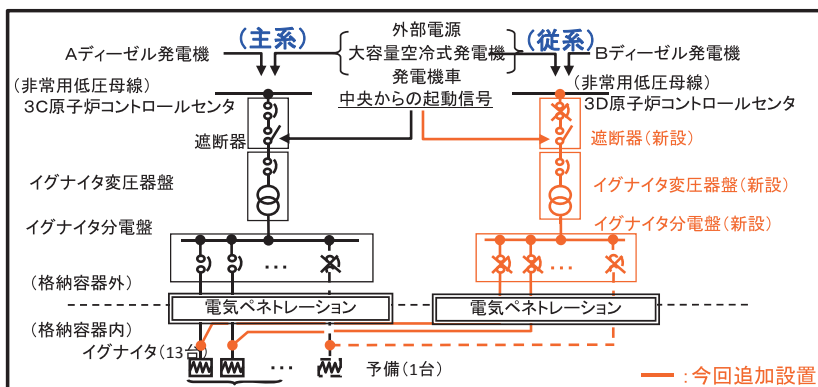 外部電源
(主系)
(従系)
Aディーゼル発電機
大容量空冷式発電機
Bディーゼル発電機
発電機車
(非常用低圧母線)
(非常用低圧母線)
3C原子炉コントロールセンタ
中央からの起動信号
3D原子炉コントロールセンタ
遮断器
遮断器(新設)
イグナイタ変圧器盤
イグナイタ変圧器盤(新設)
イグナイタ分電盤
イグナイタ分電盤(新設)
…
…
(格納容器外)
電気ペネトレーション
電気ペネトレーション
(格納容器内)
イグナイタ(13台)
…
予備(1台)
:今回追加設置